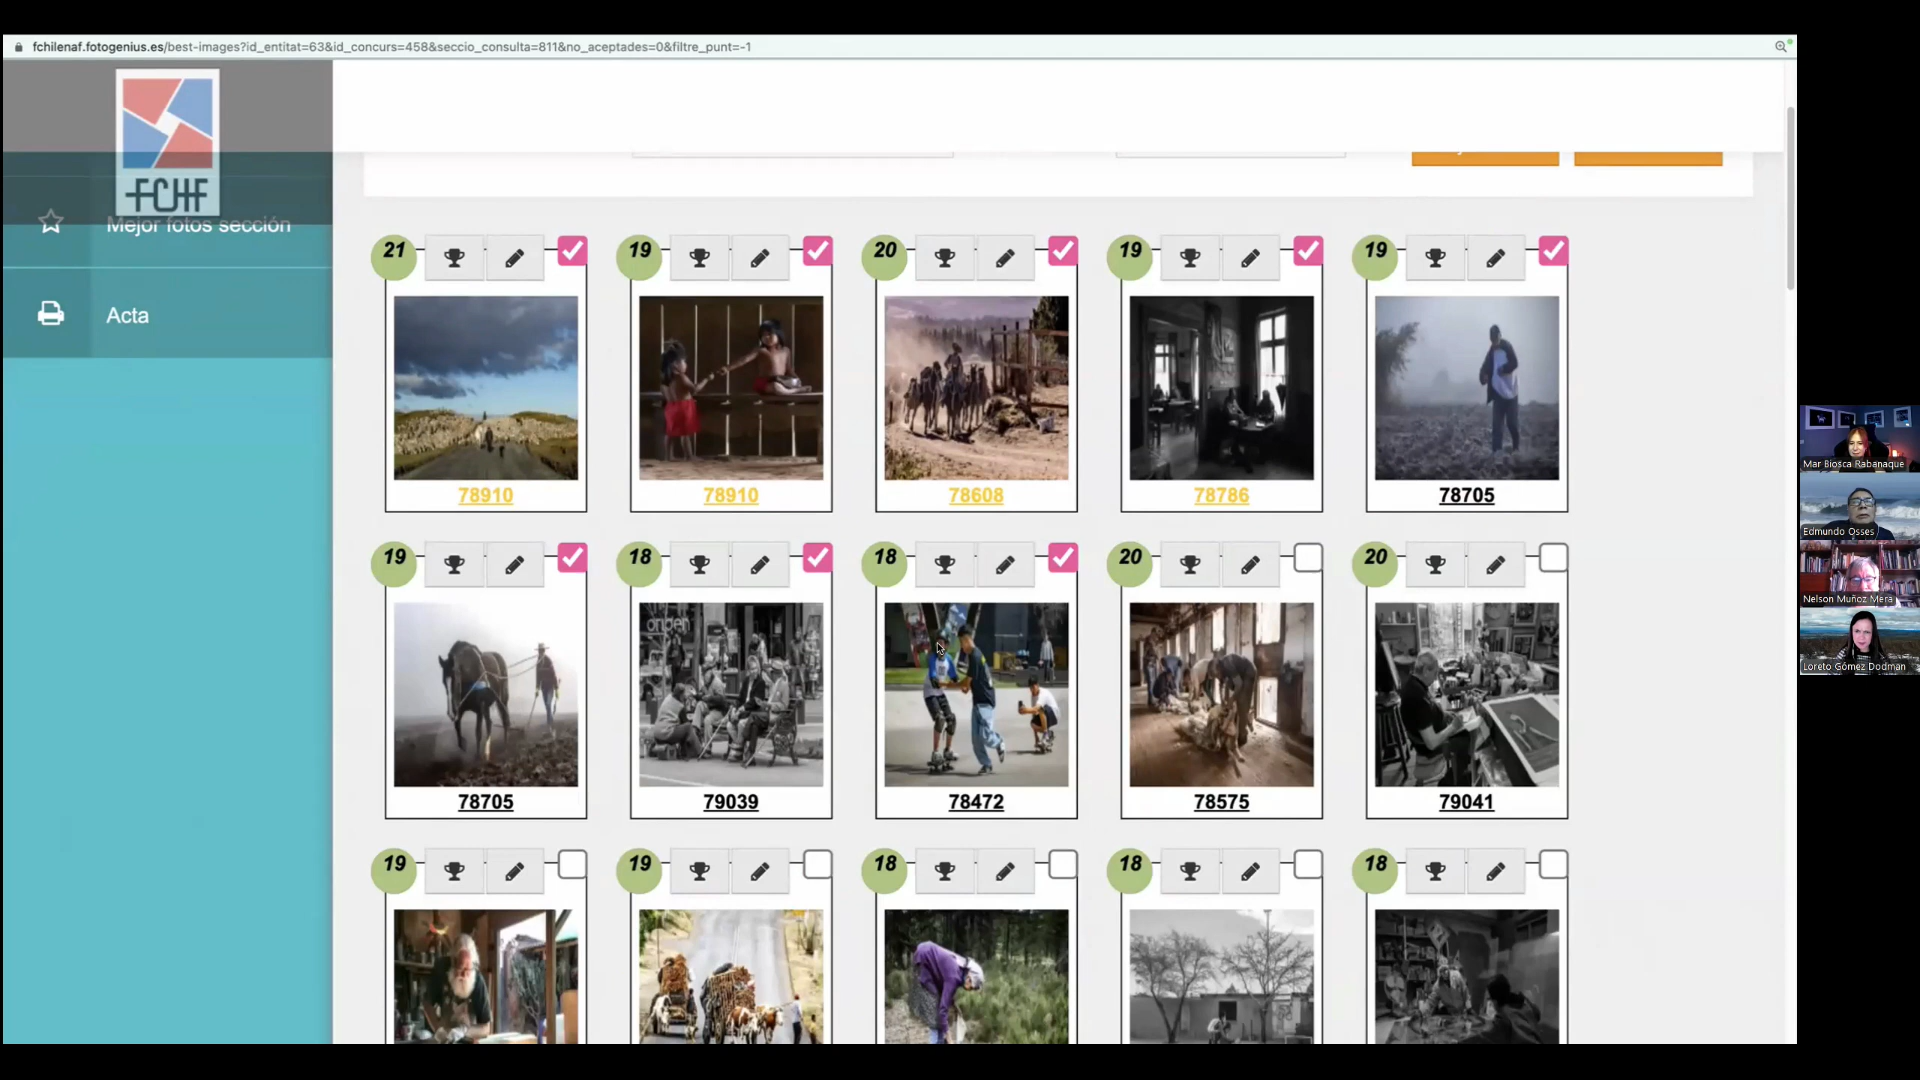 fchilenaf.fotogenius.es/best-images?id_entitat=63&id_concurs=458&seccio_consulta=811&no_aceptades=0&filtre_punt=-1
FCHF
Mejor fotos sección
Acta
21
19
20
19
19
78910
78910
78608
78786
78705
19
18
18
20
20
origen
78705
79039
78472
78575
79041
19
19
18
18
18
Mar Biosca Rabanaque
Edmundo Osses
Nelson Muñoz Mera
Loreto Gómez Dodman